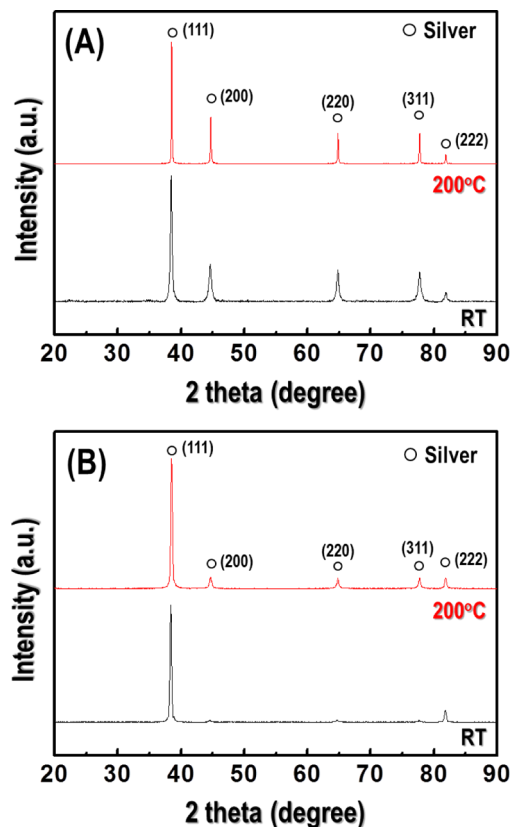 (A)
(111)
○ Silver
(200)
(220)
(311)
(222)
200°C
RT
Intensity (a.u.)
20 30 40 50 60 70 80 90
2 theta (degree)
(B)
(111)
○ Silver
(200)
(220)
(311)
(222)
200°C
RT
Intensity (a.u.)
20 30 40 50 60 70 80 90
2 theta (degree)